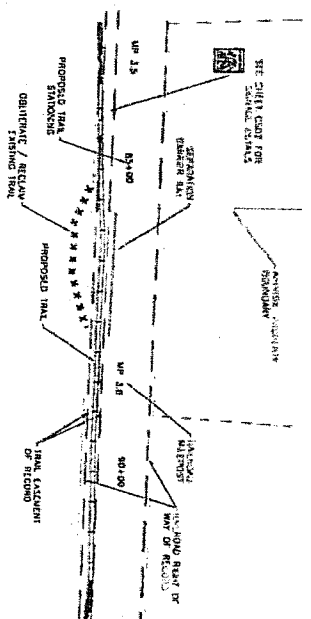 SEE SHEET CS07 FOR
SIGNAGE DETAILS
PROPERTY
BOUNDARY
SEPARATION
BARRIER
RAILROAD
MILEPOST
RAILROAD RIGHT OF
WAY OF RECORD
MP 3.5
85+00
MP 3.6
90+00
PROPOSED TRAIL
STATIONING
OBLITERATE / RECLAIM
EXISTING TRAIL
PROPOSED TRAIL
TRAIL EASEMENT
OF RECORD